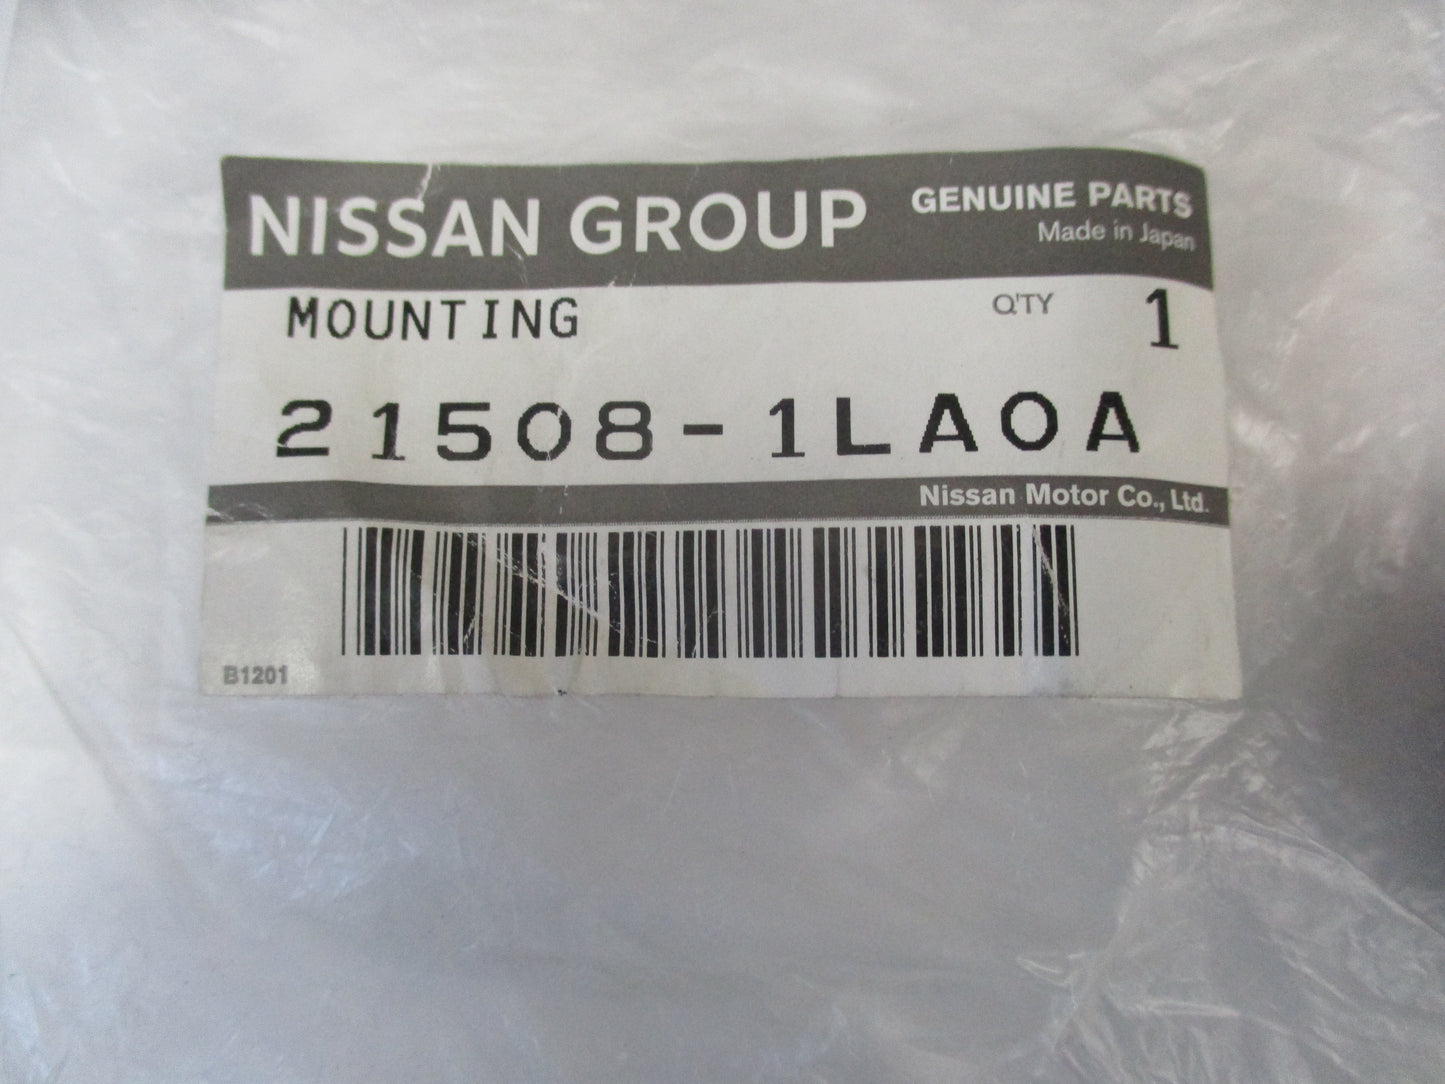 NISSAN GROUP GENUINE PARTS
Made in Japan
MOUNTING Q'TY 1
21508-1LA0A
Nissan Motor Co., Ltd.
B1201